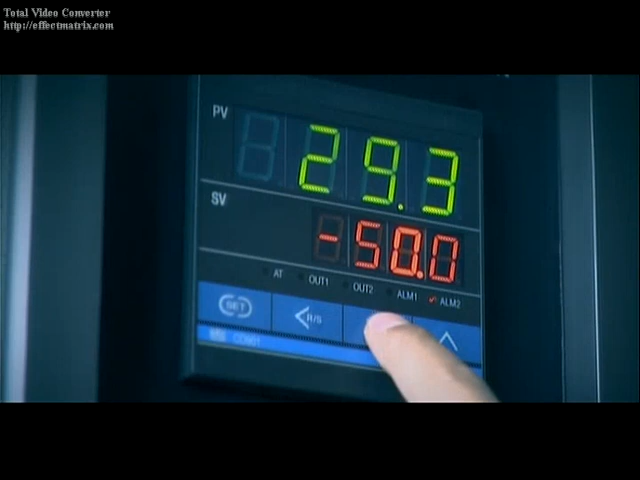 Total Video Converter
http://effectmatrix.com
PV
29.3
SV
-50.0
AT OUT1 OUT2 ALM1 ALM2
SET
R/S